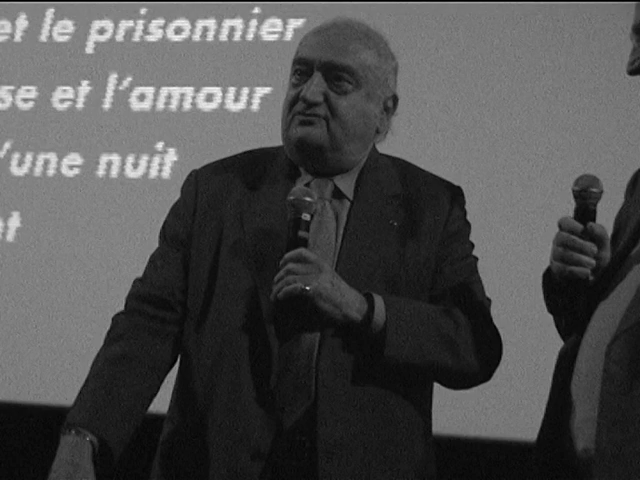 et le prisonnier
se et l'amour
'une nuit
et